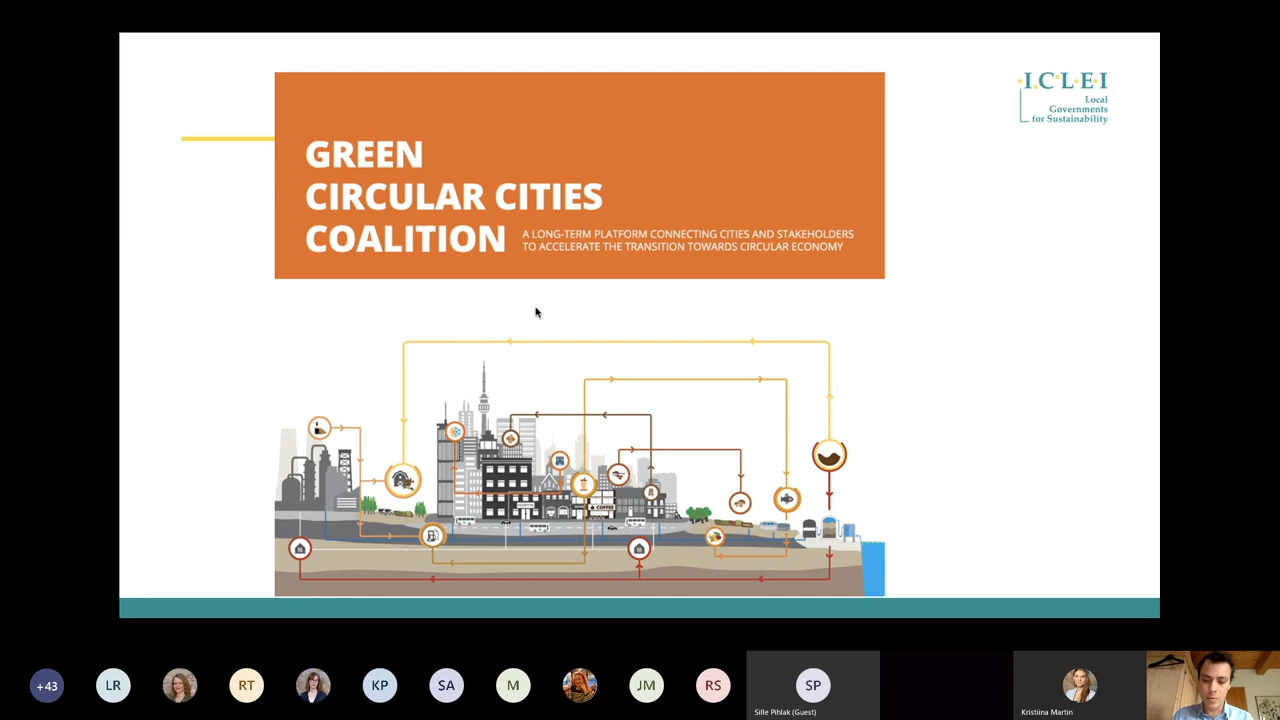 I.C.L.E.I
Local
Governments
for Sustainability
GREEN
CIRCULAR CITIES
COALITION
A LONG-TERM PLATFORM CONNECTING CITIES AND STAKEHOLDERS
TO ACCELERATE THE TRANSITION TOWARDS CIRCULAR ECONOMY
COFFEE
+43
LR
RT
KP
SA
M
JM
RS
SP
Sille Pihlak (Guest)
Kristiina Martin